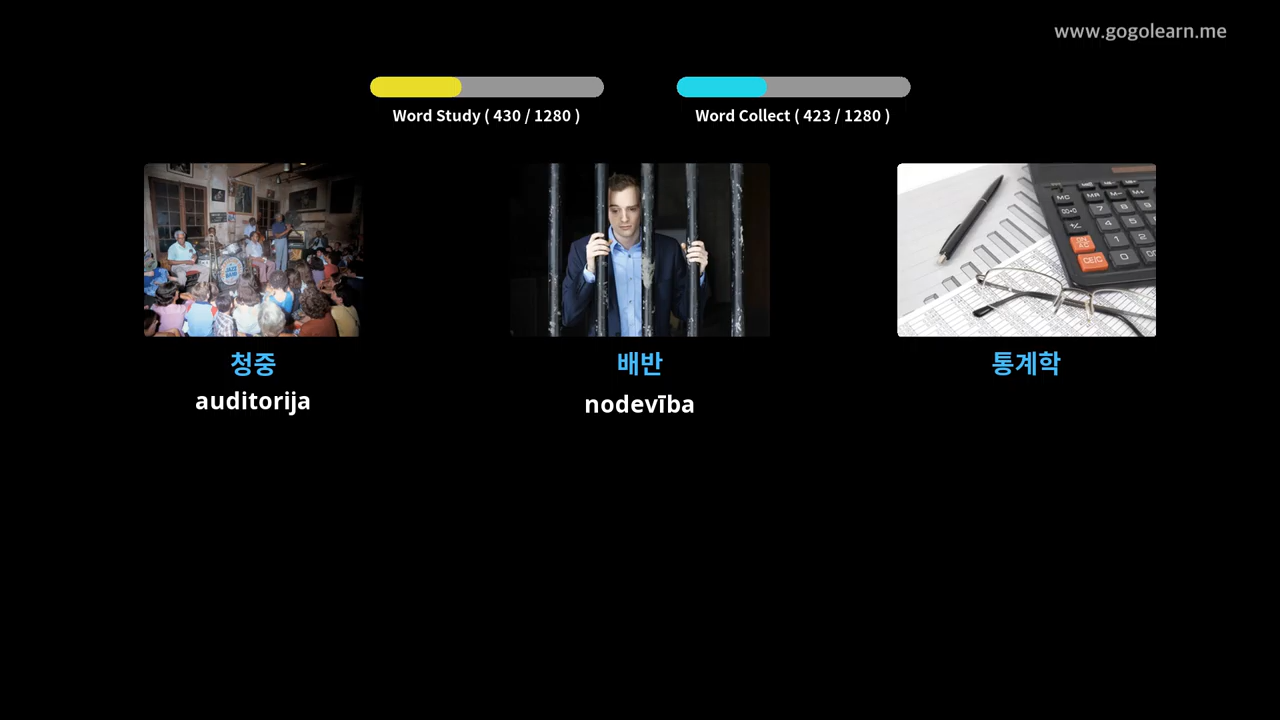 www.gogolearn.me
Word Study ( 430 / 1280 )
Word Collect ( 423 / 1280 )
청중
auditorija
배반
nodevība
통계학